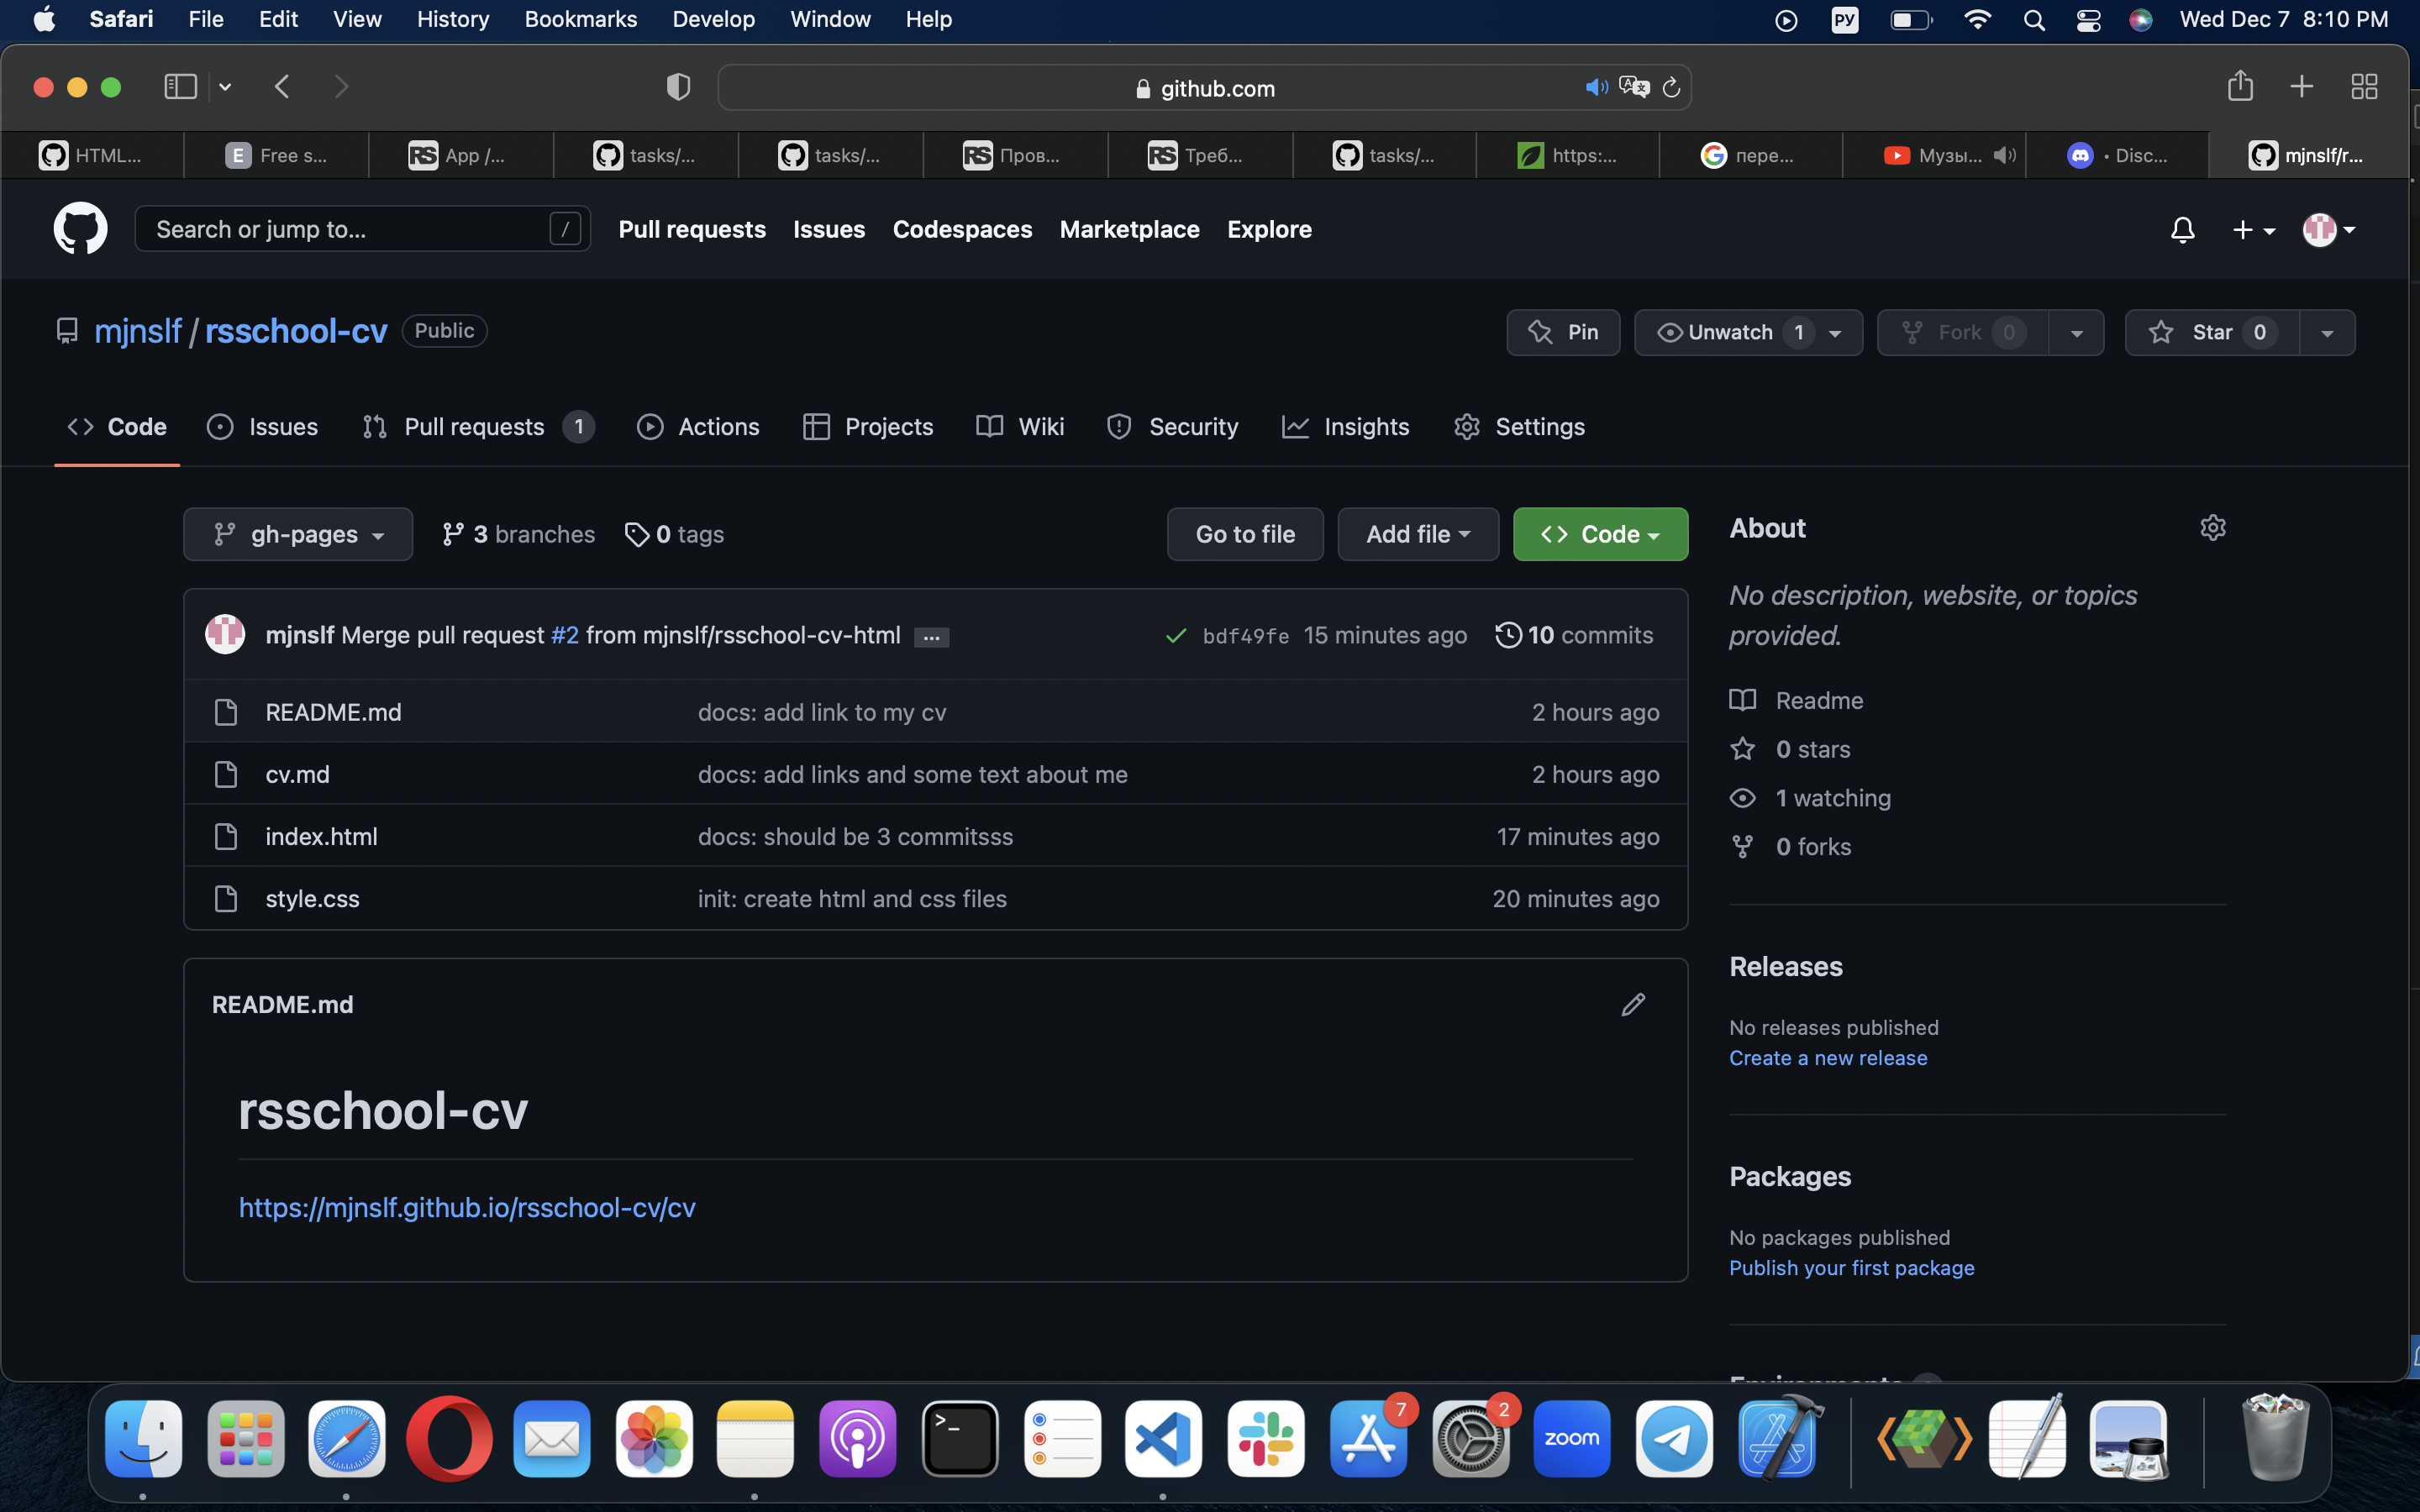 Safari File Edit View History Bookmarks Develop Window Help РУ Wed Dec 7 8:10 PM
github.com
HTML... E Free s... RS App /... tasks/... tasks/... RS Пров... RS Треб... tasks/... https:... пере... Музы... • Disc... mjnslf/r...
Search or jump to... / Pull requests Issues Codespaces Marketplace Explore
mjnslf / rsschool-cv Public Pin Unwatch 1 Fork 0 Star 0
Code Issues Pull requests 1 Actions Projects Wiki Security Insights Settings
gh-pages 3 branches 0 tags Go to file Add file Code
mjnslf Merge pull request #2 from mjnslf/rsschool-cv-html ... bdf49fe 15 minutes ago 10 commits
README.md docs: add link to my cv 2 hours ago
cv.md docs: add links and some text about me 2 hours ago
index.html docs: should be 3 commitsss 17 minutes ago
style.css init: create html and css files 20 minutes ago
README.md
rsschool-cv
https://mjnslf.github.io/rsschool-cv/cv
About
No description, website, or topics
provided.
Readme
0 stars
1 watching
0 forks
Releases
No releases published
Create a new release
Packages
No packages published
Publish your first package
7 2 zoom